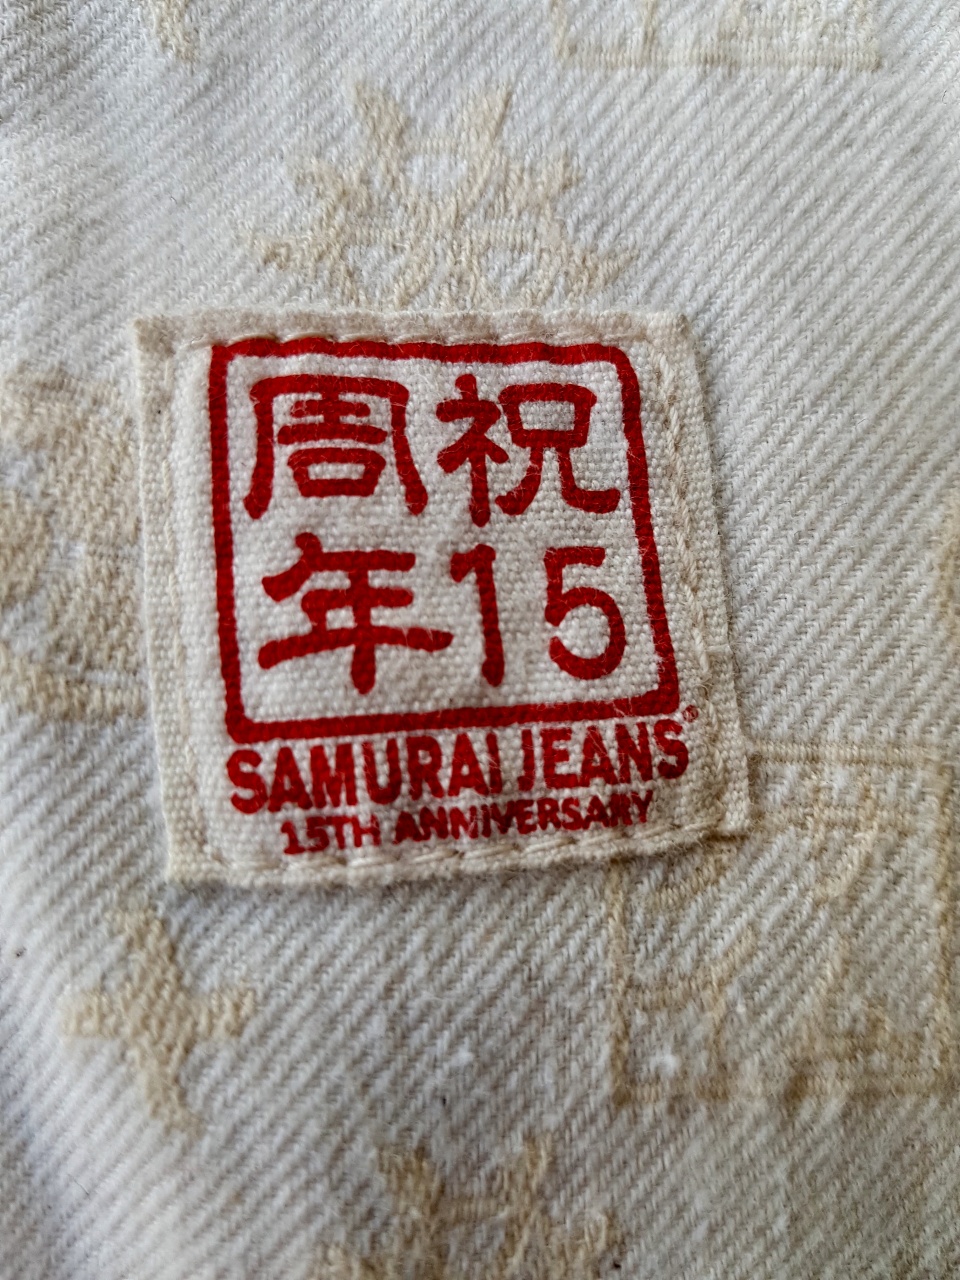 祝15
周年
SAMURAI JEANS®
15TH ANNIVERSARY